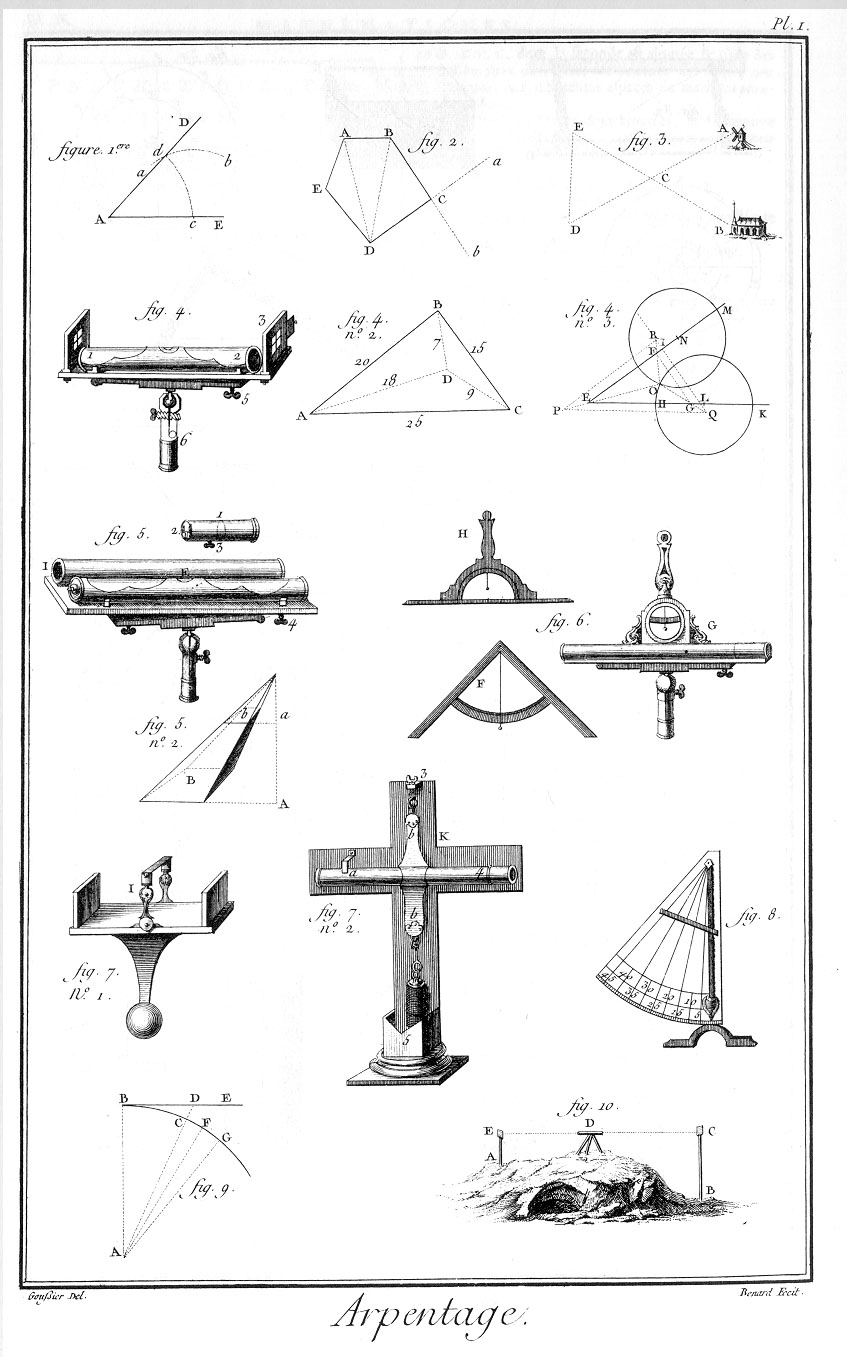 Pl. 1.
figure. 1.ere
D
d
a
b
A
c
E
fig. 2.
A
B
E
C
a
D
b
fig. 3.
E
A
C
D
B
fig. 4.
1
2
3
5
6
fig. 4.
n.o 2.
B
20
7
15
18
D
9
A
25
C
fig. 4.
n.o 3.
M
R
I
N
F
O
E
H
L
G
P
Q
K
fig. 5.
1
2
3
I
E
4
fig. 5.
n.o 2.
b
a
B
A
fig. 6.
H
G
F
fig. 7.
N.o 1.
I
fig. 7.
n.o 2.
3
b
K
a
4
b
5
fig. 8.
45
40
35
30
25
20
15
10
5
fig. 9.
B
D
E
C
F
G
A
fig. 10.
E
D
C
A
B
Goußier Del.
Benard Fecit.
Arpentage.